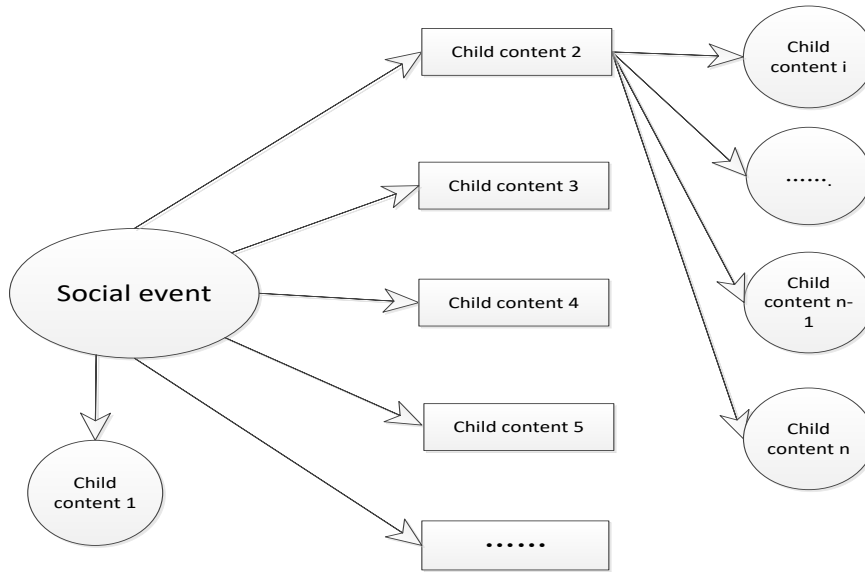 Child content 2
Child
content i
Child content 3
.......
Social event
Child content 4
Child
content n-
1
Child content 5
Child
content n
Child
content 1
......